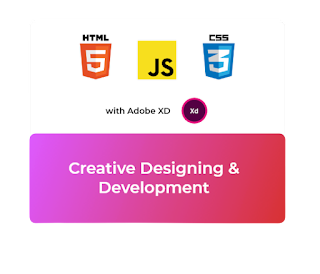 HTML JS CSS
5 3
with Adobe XD Xd
Creative Designing &
Development